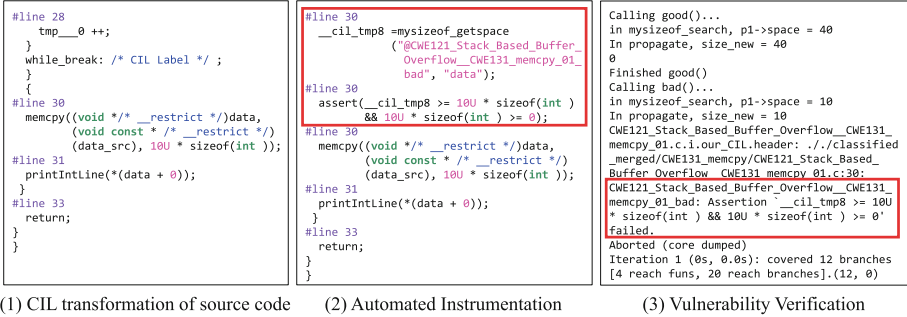 #line 28
tmp___0 ++;
}
while_break: /* CIL Label */ ;
}
{
#line 30
memcpy((void */* __restrict */)data,
(void const * /* __restrict */)
(data_src), 10U * sizeof(int ));
#line 31
printIntLine(*(data + 0));
}
#line 33
return;
}
}
(1) CIL transformation of source code
#line 30
__cil_tmp8 =mysizeof_getspace
("@CWE121_Stack_Based_Buffer_
Overflow__CWE131_memcpy_01_
bad", "data");
#line 30
assert(__cil_tmp8 >= 10U * sizeof(int )
&& 10U * sizeof(int ) >= 0);
#line 30
memcpy((void */* __restrict */)data,
(void const * /* __restrict */)
(data_src), 10U * sizeof(int ));
#line 31
printIntLine(*(data + 0));
}
#line 33
return;
}
}
(2) Automated Instrumentation
Calling good()...
in mysizeof_search, p1->space = 40
In propagate, size_new = 40
0
Finished good()
Calling bad()...
in mysizeof_search, p1->space = 10
In propagate, size_new = 10
CWE121_Stack_Based_Buffer_Overflow__CWE131_
memcpy_01.c.i.our_CIL.header: ././classified
_merged/CWE131_memcpy/CWE121_Stack_Based_
Buffer_Overflow__CWE131_memcpy_01.c:30:
CWE121_Stack_Based_Buffer_Overflow__CWE131_
memcpy_01_bad: Assertion `__cil_tmp8 >= 10U
* sizeof(int ) && 10U * sizeof(int ) >= 0'
failed.
Aborted (core dumped)
Iteration 1 (0s, 0.0s): covered 12 branches
[4 reach funs, 20 reach branches].(12, 0)
(3) Vulnerability Verification